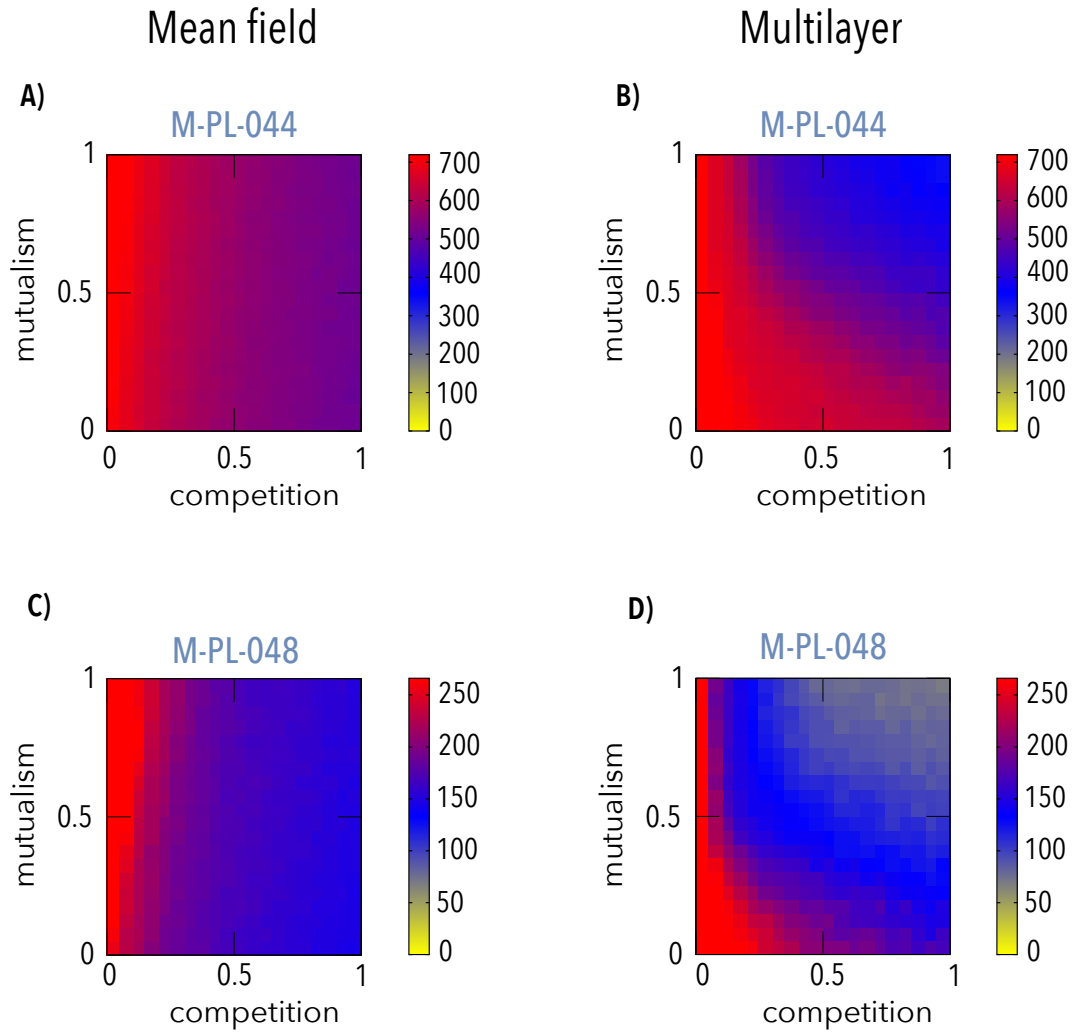 Mean field
Multilayer
A)
M-PL-044
1
0.5
0
mutualism
0
0.5
1
competition
700
600
500
400
300
200
100
0
B)
M-PL-044
1
0.5
0
mutualism
0
0.5
1
competition
700
600
500
400
300
200
100
0
C)
M-PL-048
1
0.5
0
mutualism
0
0.5
1
competition
250
200
150
100
50
0
D)
M-PL-048
1
0.5
0
mutualism
0
0.5
1
competition
250
200
150
100
50
0